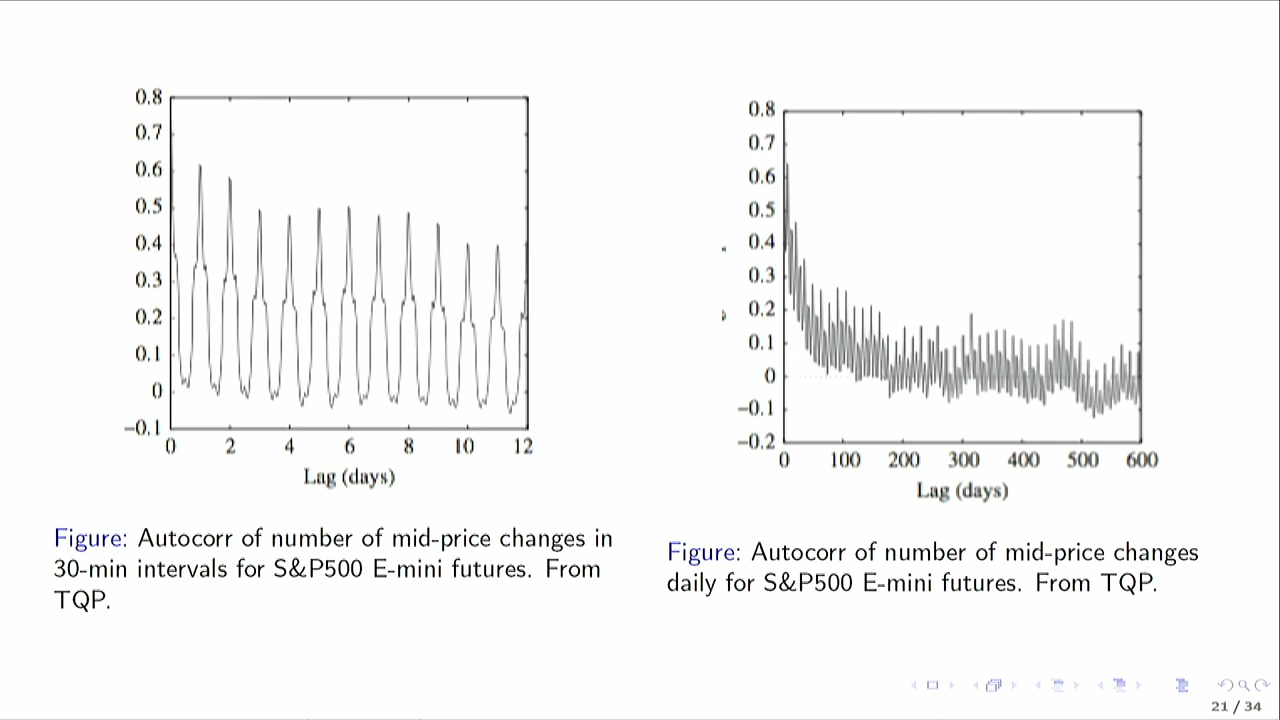 0.8
0.7
0.6
0.5
0.4
0.3
0.2
0.1
0
−0.1
0 2 4 6 8 10 12
Lag (days)
Figure: Autocorr of number of mid-price changes in
30-min intervals for S&P500 E-mini futures. From
TQP.
0.8
0.7
0.6
0.5
0.4
0.3
0.2
0.1
0
−0.1
−0.2
0 100 200 300 400 500 600
Lag (days)
Figure: Autocorr of number of mid-price changes
daily for S&P500 E-mini futures. From TQP.
21 / 34